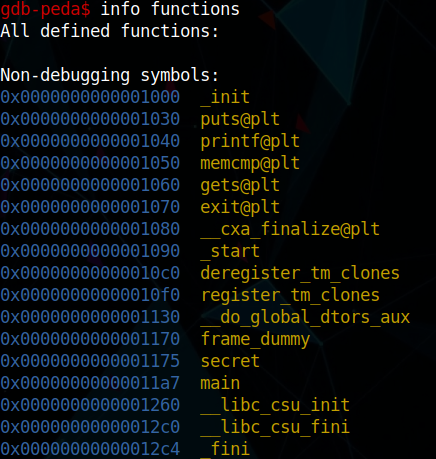 gdb-peda$ info functions
All defined functions:

Non-debugging symbols:
0x0000000000001000  _init
0x0000000000001030  puts@plt
0x0000000000001040  printf@plt
0x0000000000001050  memcmp@plt
0x0000000000001060  gets@plt
0x0000000000001070  exit@plt
0x0000000000001080  __cxa_finalize@plt
0x0000000000001090  _start
0x00000000000010c0  deregister_tm_clones
0x00000000000010f0  register_tm_clones
0x0000000000001130  __do_global_dtors_aux
0x0000000000001170  frame_dummy
0x0000000000001175  secret
0x00000000000011a7  main
0x0000000000001260  __libc_csu_init
0x00000000000012c0  __libc_csu_fini
0x00000000000012c4  _fini